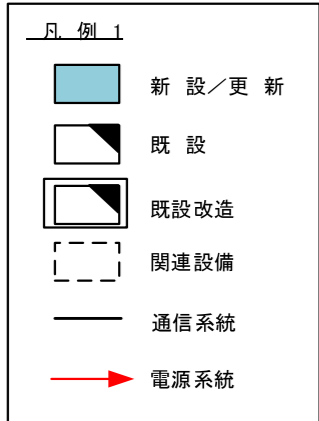 凡 例 1
新 設／更 新
既 設
既設改造
関連設備
通信系統
電源系統